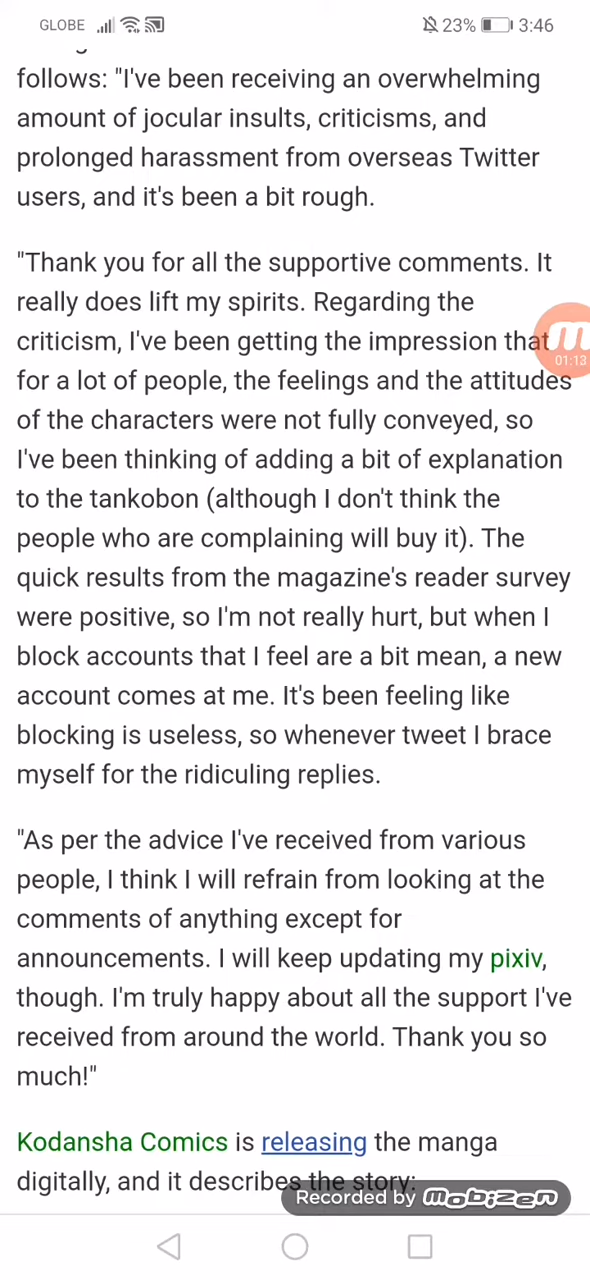 GLOBE 23% 3:46
follows: "I've been receiving an overwhelming
amount of jocular insults, criticisms, and
prolonged harassment from overseas Twitter
users, and it's been a bit rough.
"Thank you for all the supportive comments. It
really does lift my spirits. Regarding the
criticism, I've been getting the impression that
for a lot of people, the feelings and the attitudes
of the characters were not fully conveyed, so
I've been thinking of adding a bit of explanation
to the tankobon (although I don't think the
people who are complaining will buy it). The
quick results from the magazine's reader survey
were positive, so I'm not really hurt, but when I
block accounts that I feel are a bit mean, a new
account comes at me. It's been feeling like
blocking is useless, so whenever tweet I brace
myself for the ridiculing replies.
"As per the advice I've received from various
people, I think I will refrain from looking at the
comments of anything except for
announcements. I will keep updating my pixiv,
though. I'm truly happy about all the support I've
received from around the world. Thank you so
much!"
Kodansha Comics is releasing the manga
digitally, and it describes the story:
01:13
Recorded by mobizen